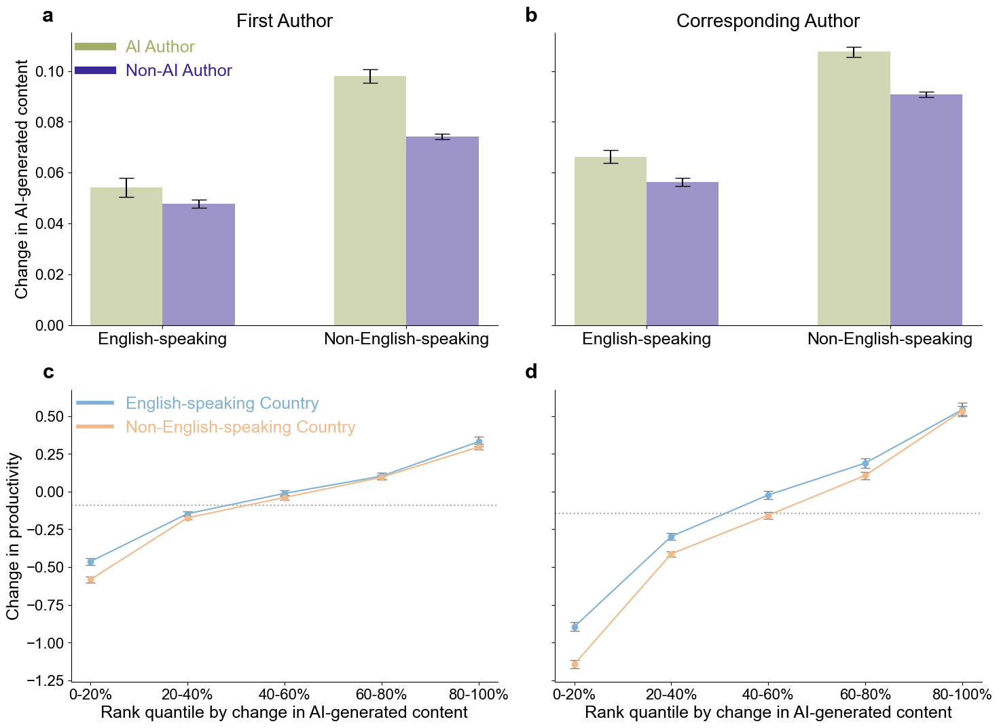 a
First Author
AI Author
Non-AI Author
Change in AI-generated content
0.10
0.08
0.06
0.04
0.02
0.00
English-speaking
Non-English-speaking
b
Corresponding Author
English-speaking
Non-English-speaking
c
English-speaking Country
Non-English-speaking Country
Change in productivity
0.50
0.25
0.00
−0.25
−0.50
−0.75
−1.00
−1.25
0-20%
20-40%
40-60%
60-80%
80-100%
Rank quantile by change in AI-generated content
d
0-20%
20-40%
40-60%
60-80%
80-100%
Rank quantile by change in AI-generated content